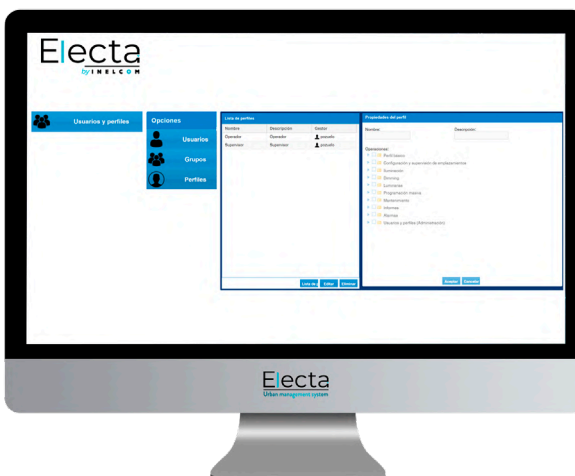 Electa
by INELCOM
Usuarios y perfiles
Opciones
Usuarios
Grupos
Perfiles
Lista de perfiles
Nombre Descripción Gestor
Operador Operador
Supervisor Supervisor
Editar Eliminar
Propiedades del perfil
Nombre: Descripción:
Operaciones:
Perfil básico
Configuración y supervisión de emplazamientos
Iluminación
Dimming
Luminarias
Programación horaria
Mantenimiento
Informes
Alarmas
Usuarios y perfiles (Administración)
Aceptar Cancelar
Electa
Urban management system